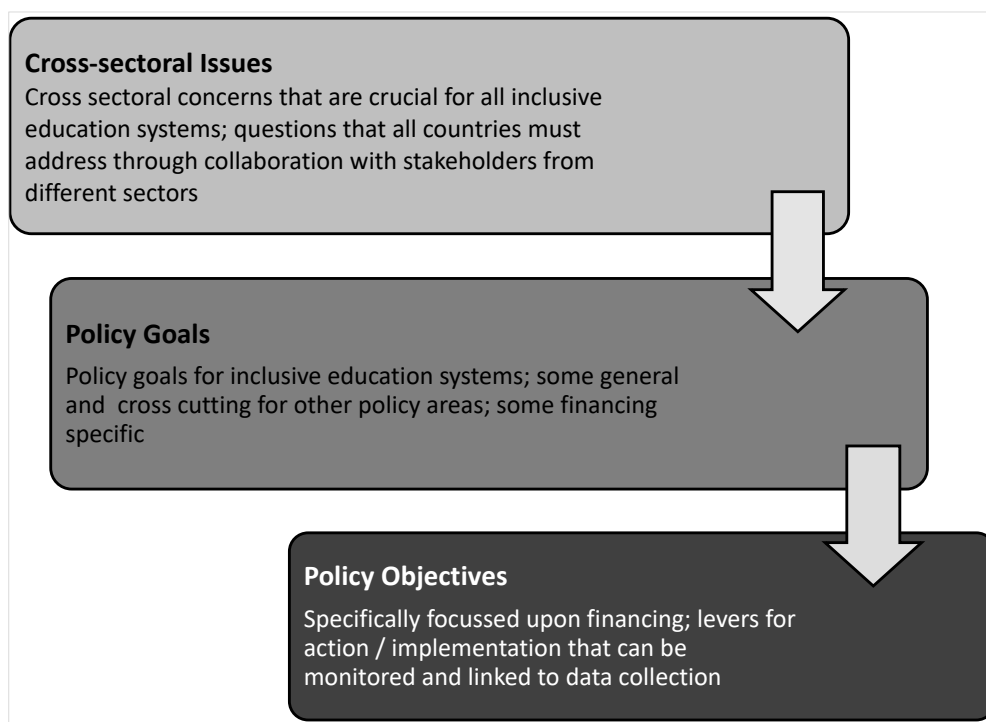 Cross-sectoral Issues
Cross sectoral concerns that are crucial for all inclusive
education systems; questions that all countries must
address through collaboration with stakeholders from
different sectors
Policy Goals
Policy goals for inclusive education systems; some general
and  cross cutting for other policy areas; some financing
specific
Policy Objectives
Specifically focussed upon financing; levers for
action / implementation that can be
monitored and linked to data collection